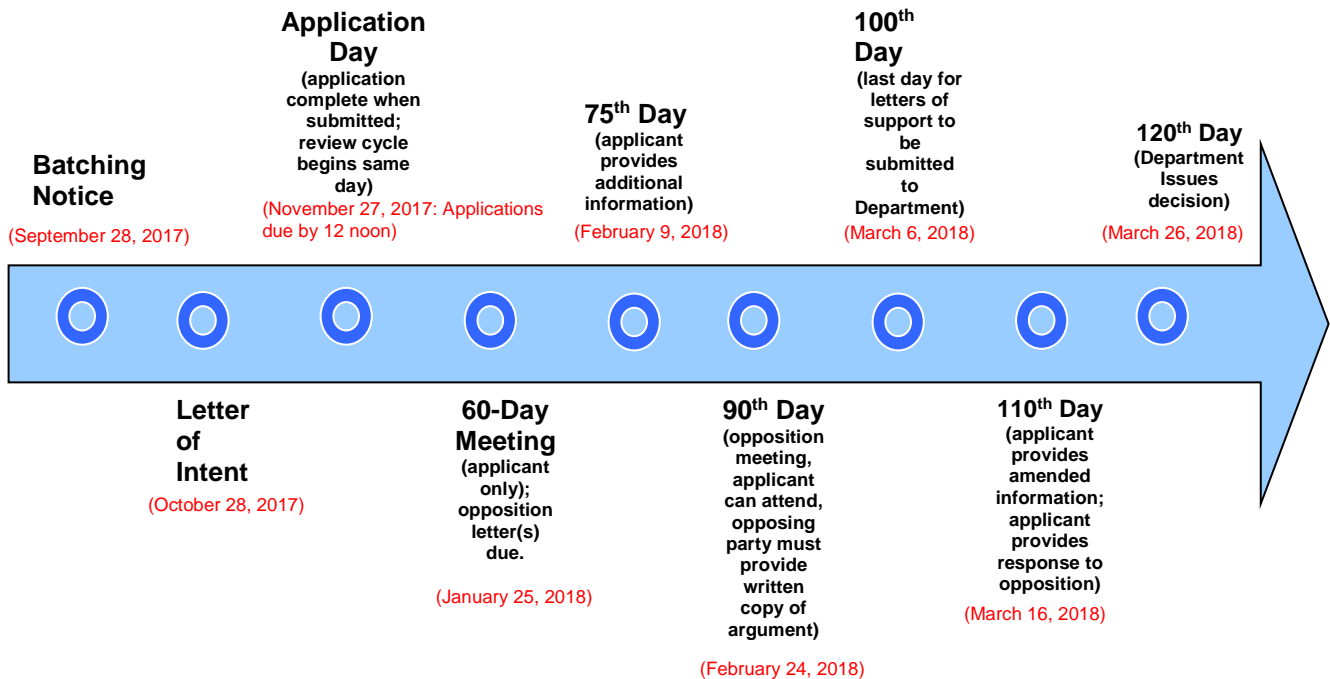 Batching
Notice
(September 28, 2017)
Letter
of
Intent
(October 28, 2017)
Application
Day
(application
complete when
submitted;
review cycle
begins same
day)
(November 27, 2017: Applications
due by 12 noon)
60-Day
Meeting
(applicant
only);
opposition
letter(s)
due.
(January 25, 2018)
75th Day
(applicant
provides
additional
information)
(February 9, 2018)
90th Day
(opposition
meeting,
applicant
can attend,
opposing
party must
provide
written
copy of
argument)
(February 24, 2018)
100th
Day
(last day for
letters of
support to
be
submitted
to
Department)
(March 6, 2018)
110th Day
(applicant
provides
amended
information;
applicant
provides
response to
opposition)
(March 16, 2018)
120th Day
(Department
Issues
decision)
(March 26, 2018)